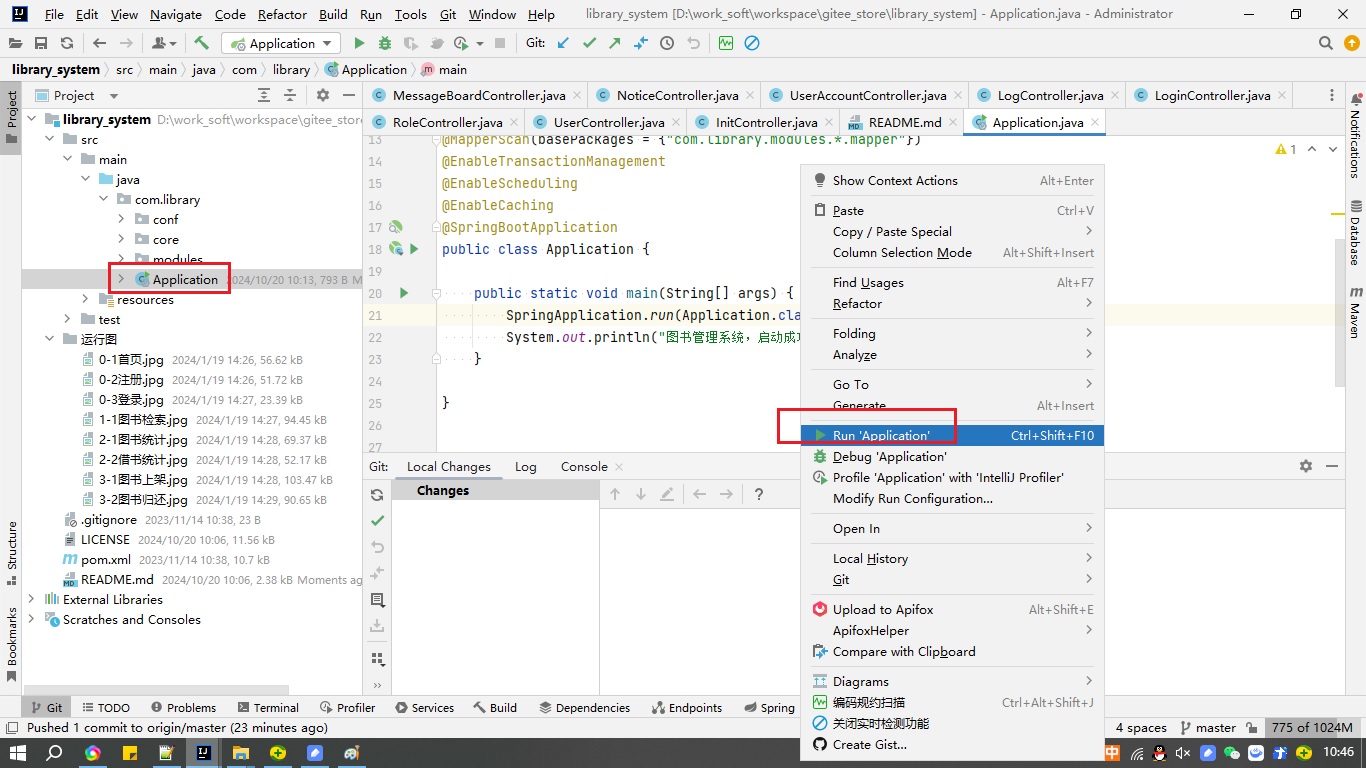 File Edit View Navigate Code Refactor Build Run Tools Git Window Help library_system [D:\work_soft\workspace\gitee_store\library_system] - Application.java - Administrator
Application Git:
library_system src main java com library Application main
Project
MessageBoardController.java NoticeController.java UserAccountController.java LogController.java LoginController.java
RoleController.java UserController.java InitController.java README.md Application.java
Project
Structure
Bookmarks
library_system D:\work_soft\workspace\gitee_store
src
main
java
com.library
conf
core
modules
Application 2024/10/20 10:13, 793 B M
resources
test
运行图
0-1首页.jpg 2024/1/19 14:26, 56.62 kB
0-2注册.jpg 2024/1/19 14:26, 51.72 kB
0-3登录.jpg 2024/1/19 14:27, 23.39 kB
1-1图书检索.jpg 2024/1/19 14:27, 94.45 kB
2-1图书统计.jpg 2024/1/19 14:28, 69.37 kB
2-2借书统计.jpg 2024/1/19 14:28, 52.17 kB
3-1图书上架.jpg 2024/1/19 14:28, 103.47 kB
3-2图书归还.jpg 2024/1/19 14:29, 90.65 kB
.gitignore 2023/11/14 10:38, 23 B
LICENSE 2024/10/20 10:06, 11.56 kB
pom.xml 2023/11/14 10:38, 10.7 kB
README.md 2024/10/20 10:06, 2.38 kB Moments ag
External Libraries
Scratches and Consoles
13 @MapperScan(basePackages = {"com.library.modules.*.mapper"})
14 @EnableTransactionManagement
15 @EnableScheduling
16 @EnableCaching
17 @SpringBootApplication
18 public class Application {
19
20 public static void main(String[] args) {
21 SpringApplication.run(Application.cla
22 System.out.println("图书管理系统，启动成功
23 }
24
25 }
26
27
1
Notifications
Database
Maven
Show Context Actions Alt+Enter
Paste Ctrl+V
Copy / Paste Special
Column Selection Mode Alt+Shift+Insert
Find Usages Alt+F7
Refactor
Folding
Analyze
Go To
Generate... Alt+Insert
Run 'Application' Ctrl+Shift+F10
Debug 'Application'
Profile 'Application' with 'IntelliJ Profiler'
Modify Run Configuration...
Open In
Local History
Git
Upload to Apifox Alt+Shift+E
ApifoxHelper
Compare with Clipboard
Diagrams
编码规约扫描 Ctrl+Alt+Shift+J
关闭实时检测功能
Create Gist...
Git: Local Changes Log Console
Changes
Git TODO Problems Terminal Profiler Services Build Dependencies Endpoints Spring
Pushed 1 commit to origin/master (23 minutes ago) 4 spaces master 775 of 1024M
中 10:46